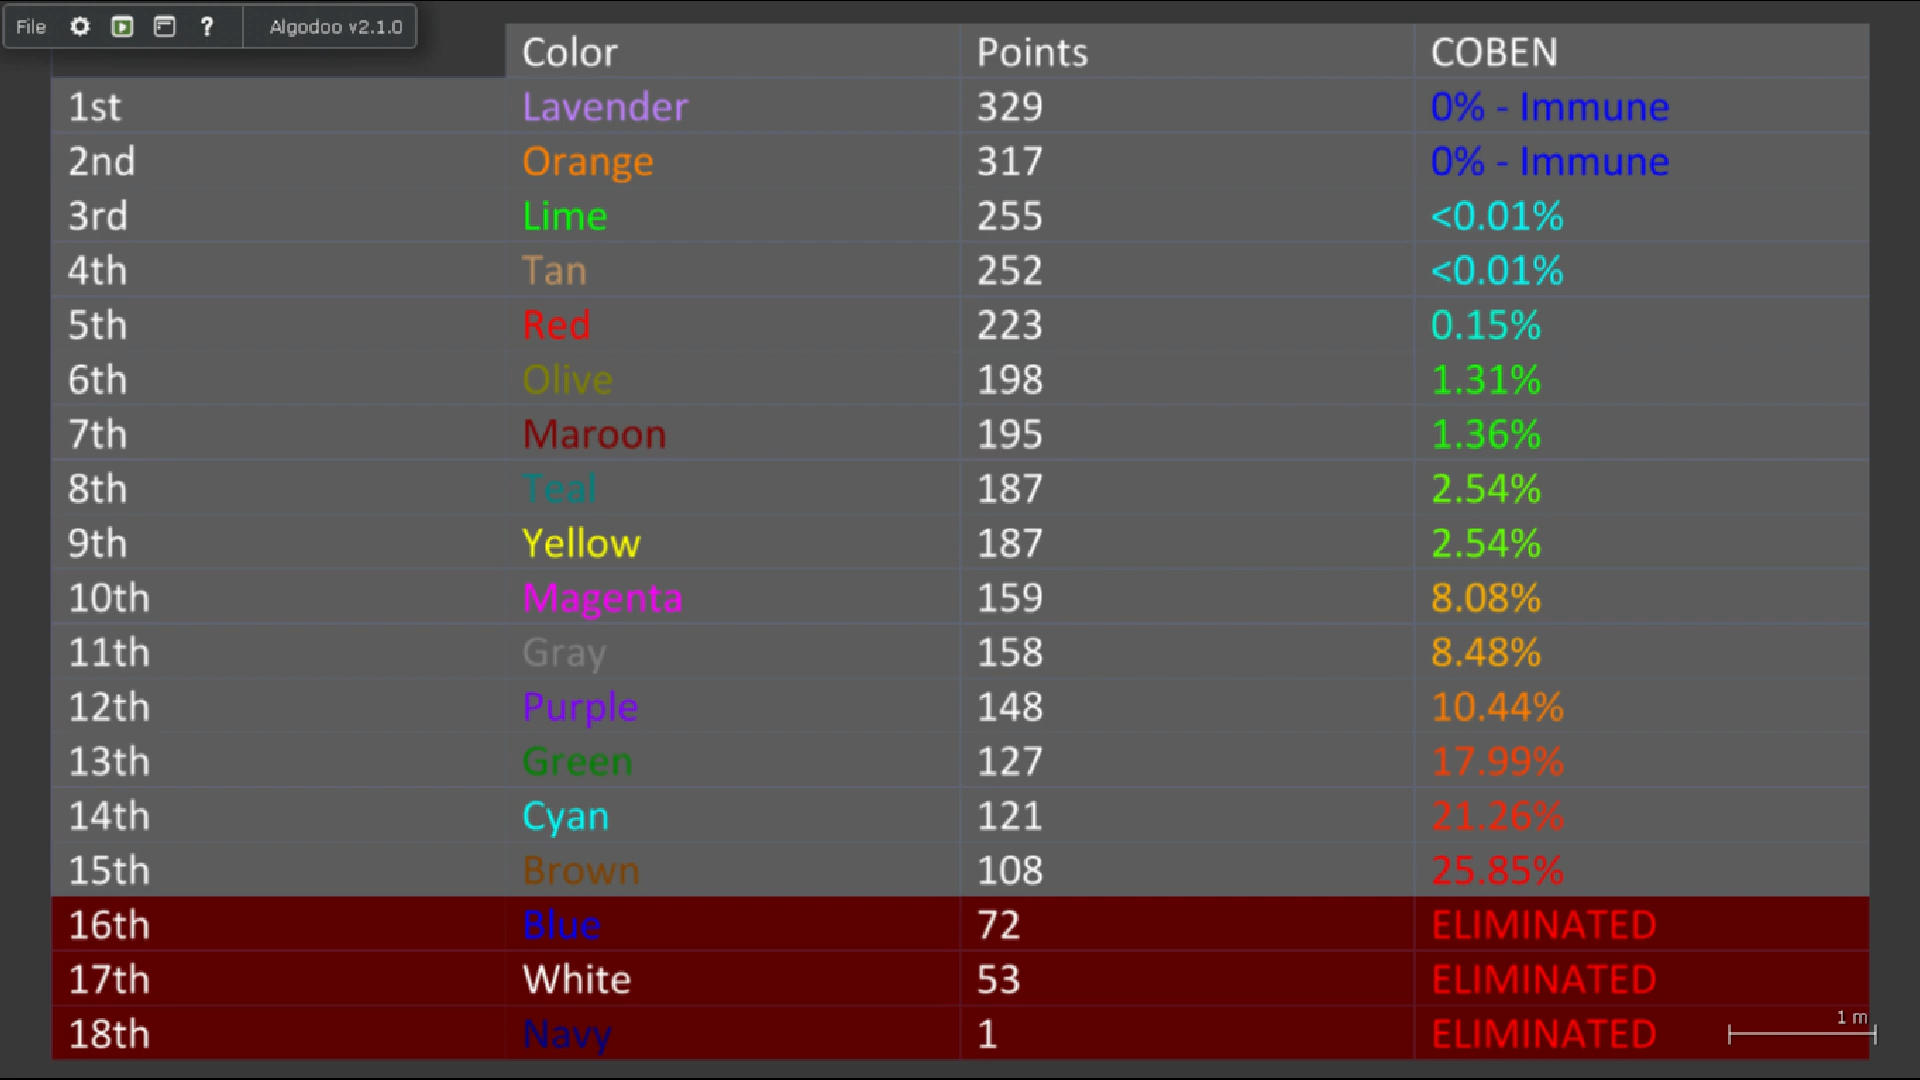 File ? Algodoo v2.1.0
Color Points COBEN
1st Lavender 329 0% - Immune
2nd Orange 317 0% - Immune
3rd Lime 255 <0.01%
4th Tan 252 <0.01%
5th Red 223 0.15%
6th Olive 198 1.31%
7th Maroon 195 1.36%
8th Teal 187 2.54%
9th Yellow 187 2.54%
10th Magenta 159 8.08%
11th Gray 158 8.48%
12th Purple 148 10.44%
13th Green 127 17.99%
14th Cyan 121 21.26%
15th Brown 108 25.85%
16th Blue 72 ELIMINATED
17th White 53 ELIMINATED
18th Navy 1 ELIMINATED
1 m